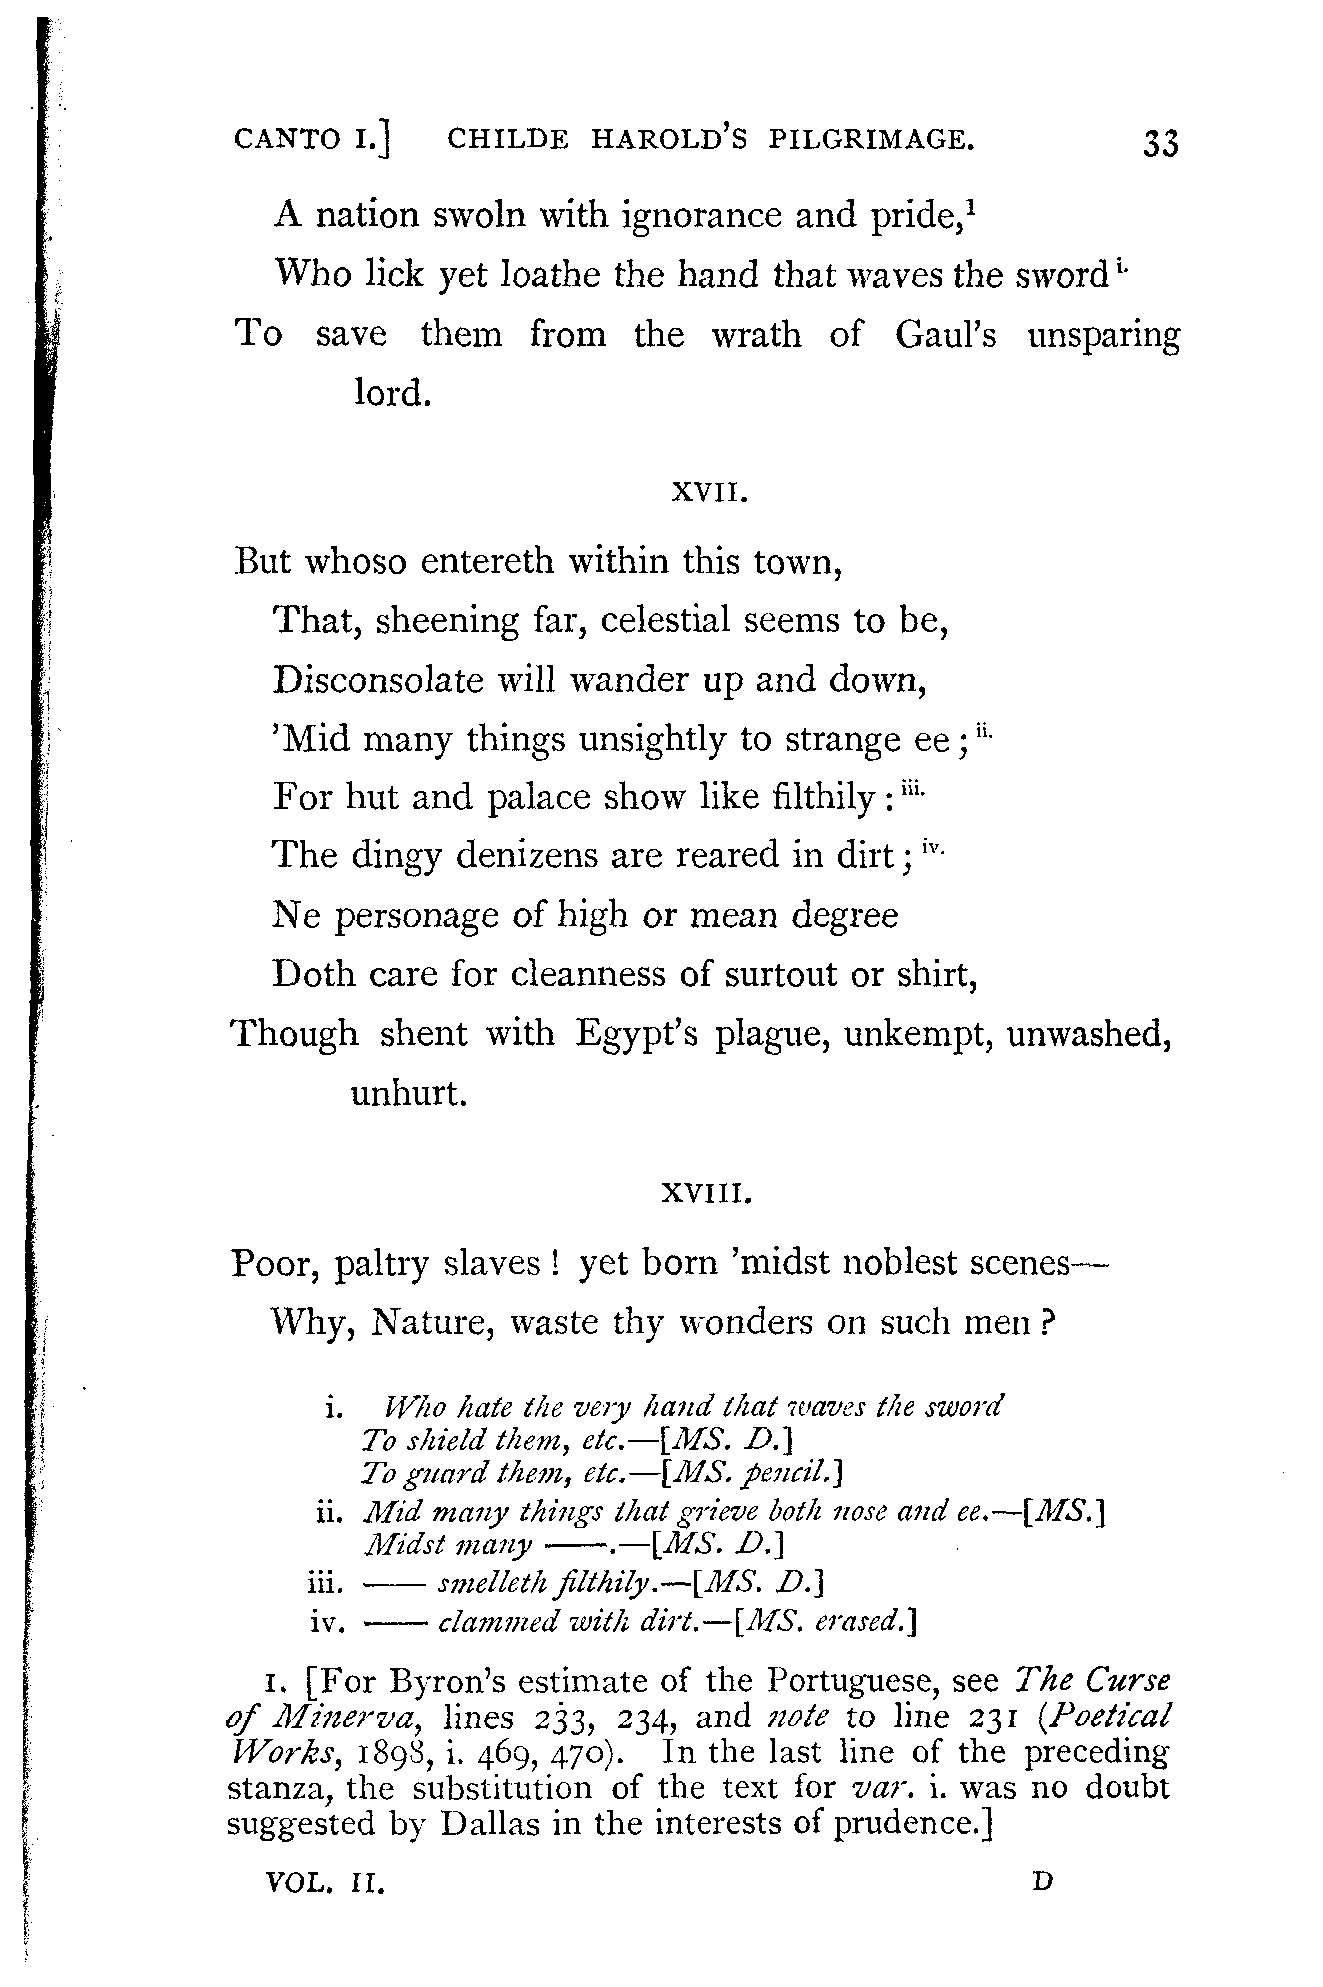 CANTO I.] CHILDE HAROLD'S PILGRIMAGE. 33
A nation swoln with ignorance and pride,¹
Who lick yet loathe the hand that waves the sword i.
To save them from the wrath of Gaul's unsparing
lord.
XVII.
But whoso entereth within this town,
That, sheening far, celestial seems to be,
Disconsolate will wander up and down,
'Mid many things unsightly to strange ee; ii.
For hut and palace show like filthily: iii.
The dingy denizens are reared in dirt; iv.
Ne personage of high or mean degree
Doth care for cleanness of surtout or shirt,
Though shent with Egypt's plague, unkempt, unwashed,
unhurt.
XVIII.
Poor, paltry slaves! yet born 'midst noblest scenes—
Why, Nature, waste thy wonders on such men?
i. Who hate the very hand that waves the sword
To shield them, etc.—[MS. D.]
To guard them, etc.—[MS. pencil.]
ii. Mid many things that grieve both nose and ee.—[MS.]
Midst many ——.—[MS. D.]
iii. —— smelleth filthily.—[MS. D.]
iv. —— clammed with dirt.—[MS. erased.]
1. [For Byron's estimate of the Portuguese, see The Curse
of Minerva, lines 233, 234, and note to line 231 (Poetical
Works, 1898, i. 469, 470). In the last line of the preceding
stanza, the substitution of the text for var. i. was no doubt
suggested by Dallas in the interests of prudence.]
VOL. II. D